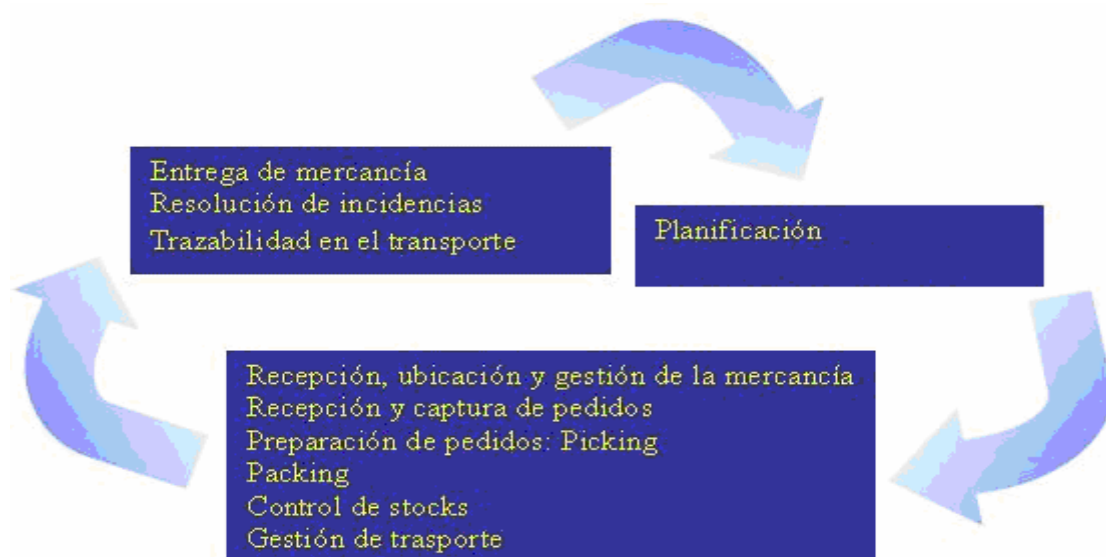 Entrega de mercancía
Resolución de incidencias
Trazabilidad en el transporte
Planificación
Recepción, ubicación y gestión de la mercancía
Recepción y captura de pedidos
Preparación de pedidos: Picking
Packing
Control de stocks
Gestión de trasporte